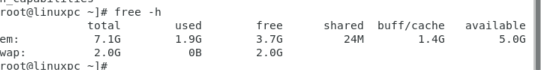 root@linuxpc ~]# free -h
total used free shared buff/cache available
em: 7.1G 1.9G 3.7G 24M 1.4G 5.0G
wap: 2.0G 0B 2.0G
root@linuxpc ~]#